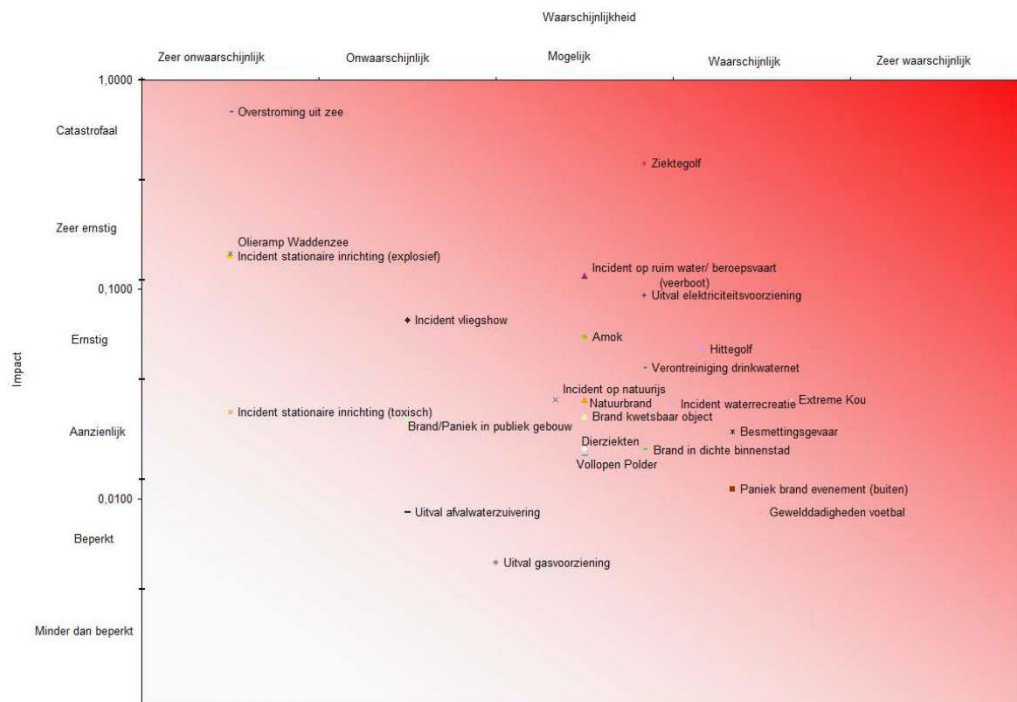 Waarschijnlijkheid
Zeer onwaarschijnlijk
Onwaarschijnlijk
Mogelijk
Waarschijnlijk
Zeer waarschijnlijk
1,0000
Overstroming uit zee
Catastrofaal
Ziektegolf
Zeer ernstig
Olieramp Waddenzee
Incident stationaire inrichting (explosief)
Incident op ruim water/ beroepsvaart
(veerboot)
0,1000
Uitval elektriciteitsvoorziening
Incident vliegshow
Ernstig
Amok
Hittegolf
Impact
Verontreiniging drinkwaternet
Incident op natuurijs
Natuurbrand
Incident waterrecreatie
Extreme Kou
Incident stationaire inrichting (toxisch)
Brand kwetsbaar object
Brand/Paniek in publiek gebouw
Aanzienlijk
Besmettingsgevaar
Dierziekten
Brand in dichte binnenstad
Vollopen Polder
Paniek brand evenement (buiten)
0,0100
Uitval afvalwaterzuivering
Gewelddadigheden voetbal
Beperkt
Uitval gasvoorziening
Minder dan beperkt